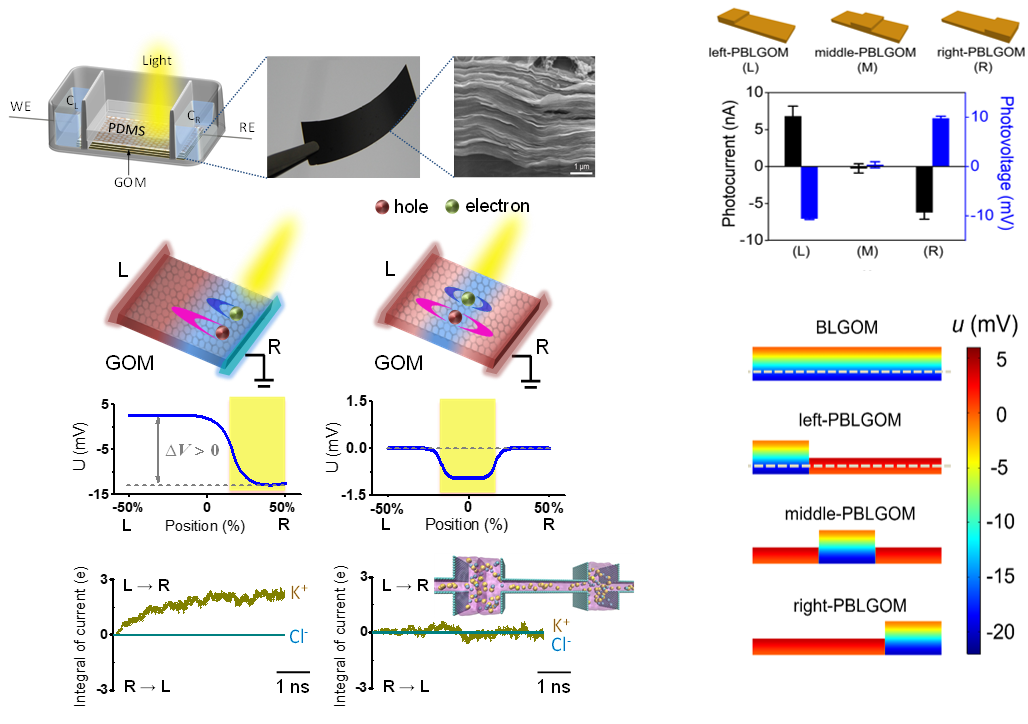 Light
WE
C_L
C_R
PDMS
RE
GOM
1 μm
hole
electron
L
R
GOM
L
R
GOM
5
-5
-15
U (mV)
ΔV > 0
-50%
0
50%
L
Position (%)
R
1.5
0.0
-1.5
U (mV)
-50%
0
50%
L
Position (%)
R
3
0
-3
Integral of current (e)
L → R
K⁺
Cl⁻
R → L
1 ns
3
0
-3
Integral of current (e)
L → R
K⁺
Cl⁻
R → L
1 ns
left-PBLGOM
(L)
middle-PBLGOM
(M)
right-PBLGOM
(R)
Photocurrent (nA)
10
5
0
-5
-10
Photovoltage (mV)
10
0
-10
(L)
(M)
(R)
BLGOM
left-PBLGOM
middle-PBLGOM
right-PBLGOM
u (mV)
5
0
-5
-10
-15
-20